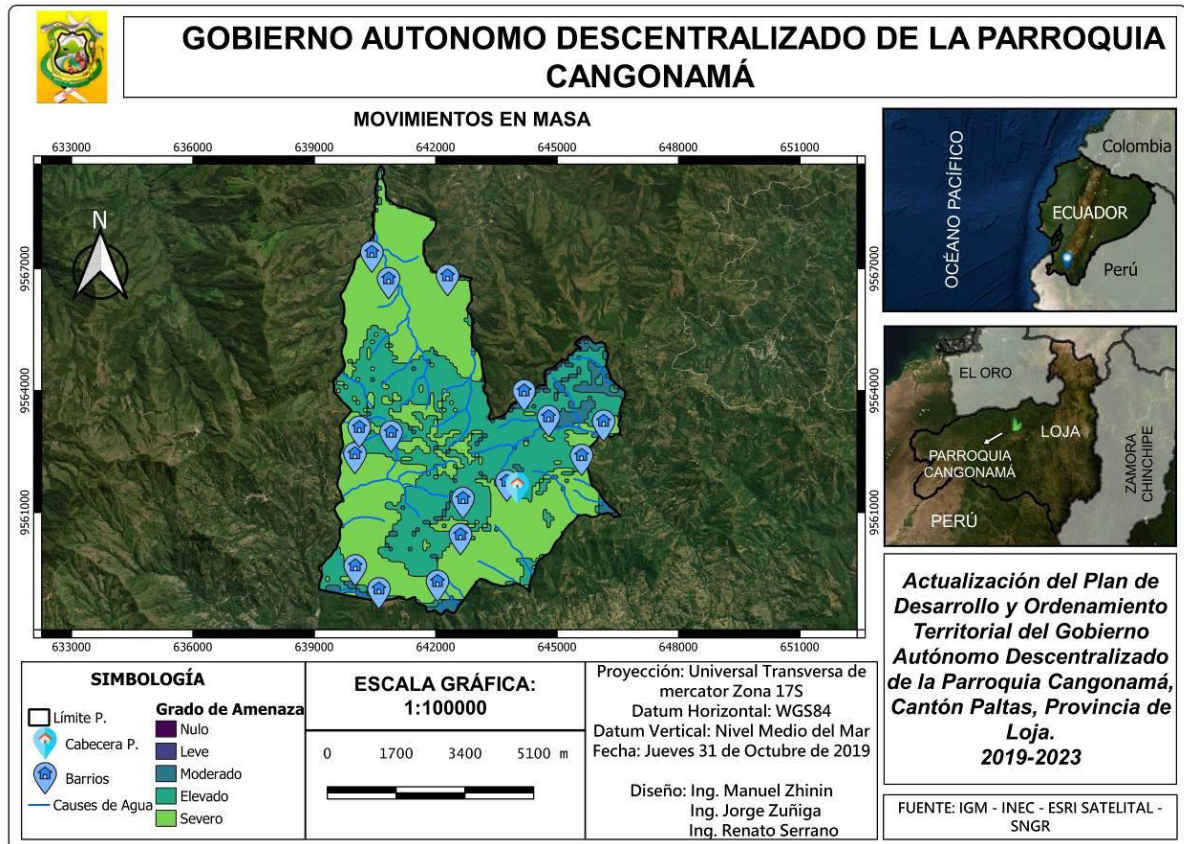 GOBIERNO AUTONOMO DESCENTRALIZADO DE LA PARROQUIA
CANGONAMÁ
MOVIMIENTOS EN MASA
633000 636000 639000 642000 645000 648000 651000
N
9567000
9564000
9561000
9567000
9564000
9561000
633000 636000 639000 642000 645000 648000 651000
OCÉANO PACÍFICO
Colombia
ECUADOR
Perú
EL ORO
LOJA
PARROQUIA
CANGONAMÁ
ZAMORA
CHINCHIPE
PERÚ
SIMBOLOGÍA
Límite P.
Cabecera P.
Barrios
Causes de Agua
Grado de Amenaza
Nulo
Leve
Moderado
Elevado
Severo
ESCALA GRÁFICA:
1:100000
0 1700 3400 5100 m
Proyección: Universal Transversa de
mercator Zona 17S
Datum Horizontal: WGS84
Datum Vertical: Nivel Medio del Mar
Fecha: Jueves 31 de Octubre de 2019
Diseño: Ing. Manuel Zhinin
Ing. Jorge Zuñiga
Ing. Renato Serrano
Actualización del Plan de
Desarrollo y Ordenamiento
Territorial del Gobierno
Autónomo Descentralizado
de la Parroquia Cangonamá,
Cantón Paltas, Provincia de
Loja.
2019-2023
FUENTE: IGM - INEC - ESRI SATELITAL -
SNGR